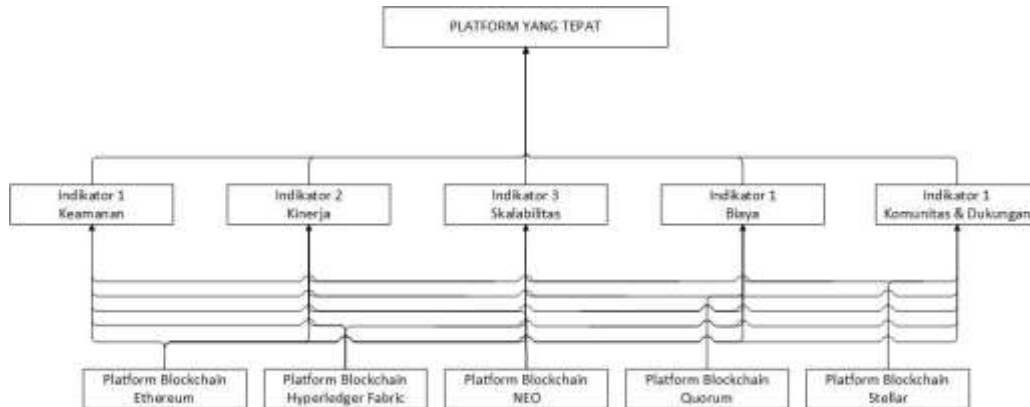 PLATFORM YANG TEPAT
Indikator 1
Keamanan
Indikator 2
Kinerja
Indikator 3
Skalabilitas
Indikator 1
Biaya
Indikator 1
Komunitas & Dukungan
Platform Blockchain
Ethereum
Platform Blockchain
Hyperledger Fabric
Platform Blockchain
NEO
Platform Blockchain
Quorum
Platform Blockchain
Stellar